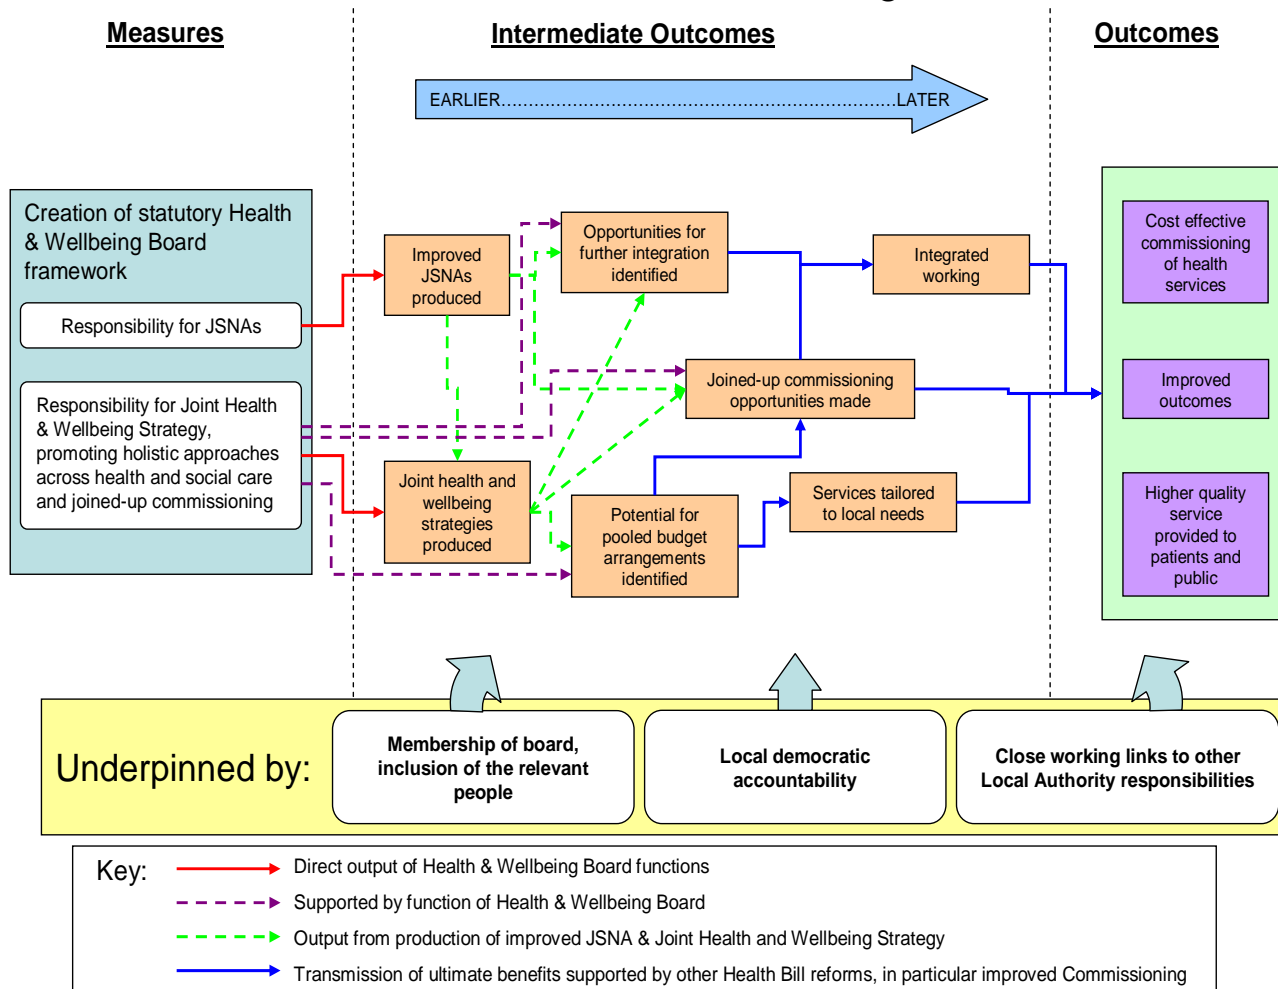 Measures
Intermediate Outcomes
Outcomes
EARLIER......................................................................LATER
Creation of statutory Health
& Wellbeing Board
framework
Responsibility for JSNAs
Responsibility for Joint Health
& Wellbeing Strategy,
promoting holistic approaches
across health and social care
and joined-up commissioning
Improved
JSNAs
produced
Joint health and
wellbeing
strategies
produced
Opportunities for
further integration
identified
Joined-up commissioning
opportunities made
Potential for
pooled budget
arrangements
identified
Integrated
working
Services tailored
to local needs
Cost effective
commissioning
of health
services
Improved
outcomes
Higher quality
service
provided to
patients and
public
Underpinned by:
Membership of board,
inclusion of the relevant
people
Local democratic
accountability
Close working links to other
Local Authority responsibilities
Key:
Direct output of Health & Wellbeing Board functions
Supported by function of Health & Wellbeing Board
Output from production of improved JSNA & Joint Health and Wellbeing Strategy
Transmission of ultimate benefits supported by other Health Bill reforms, in particular improved Commissioning